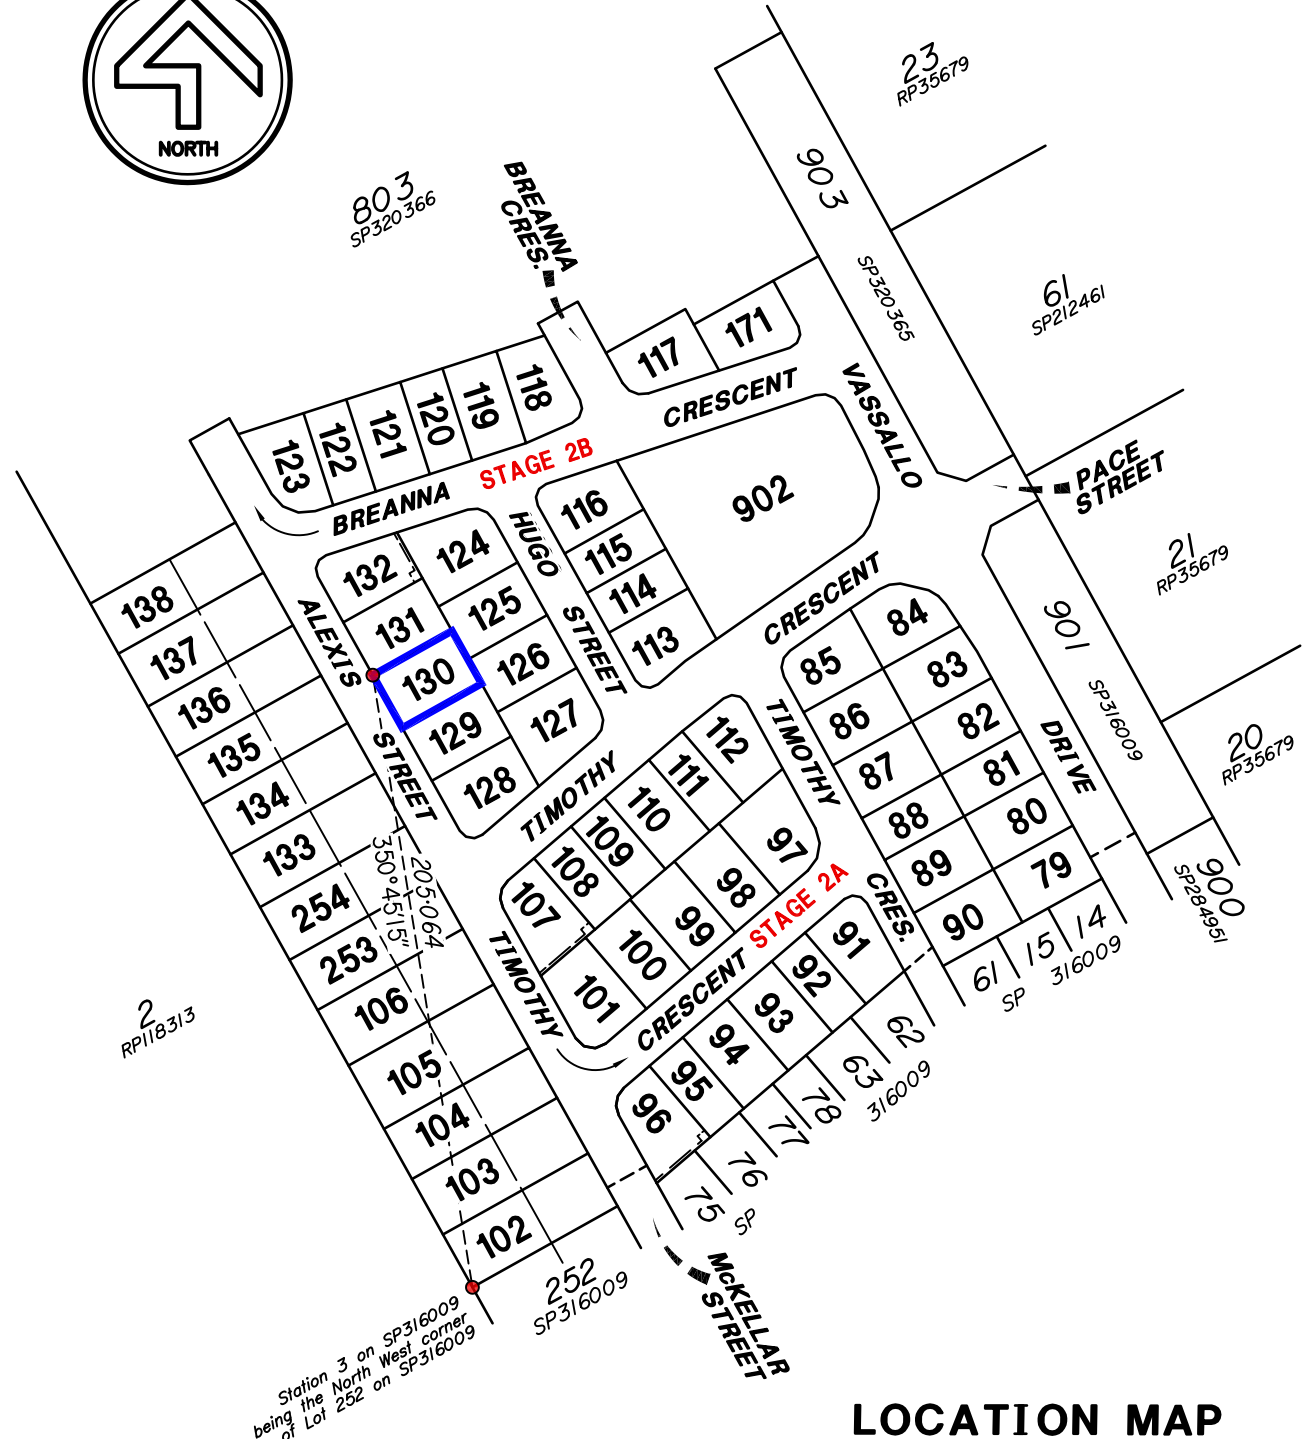 NORTH
23
RP35679
803
SP320366
BREANNA
CRES.
903
SP320365
61
SP212461
171
117
118
119
120
121
122
123
CRESCENT
VASSALLO
STAGE 2B
BREANNA
PACE
STREET
902
116
115
114
113
HUGO
STREET
124
125
126
127
132
131
130
129
128
ALEXIS
STREET
138
137
136
135
134
133
254
253
106
105
104
103
102
350°45'15"
205·064
21
RP35679
901
SP316009
20
RP35679
900
SP284951
CRESCENT
TIMOTHY
TIMOTHY
CRES.
DRIVE
84
85
83
86
82
87
81
88
80
89
79
90
112
111
110
109
108
107
97
98
99
100
101
STAGE 2A
CRESCENT
TIMOTHY
91
92
93
94
95
96
61
15
14
SP
316009
62
63
78
77
76
75
SP
316009
2
RP118313
252
SP316009
McKELLAR
STREET
Station 3 on SP316009
being the North West corner
of Lot 252 on SP316009
LOCATION MAP